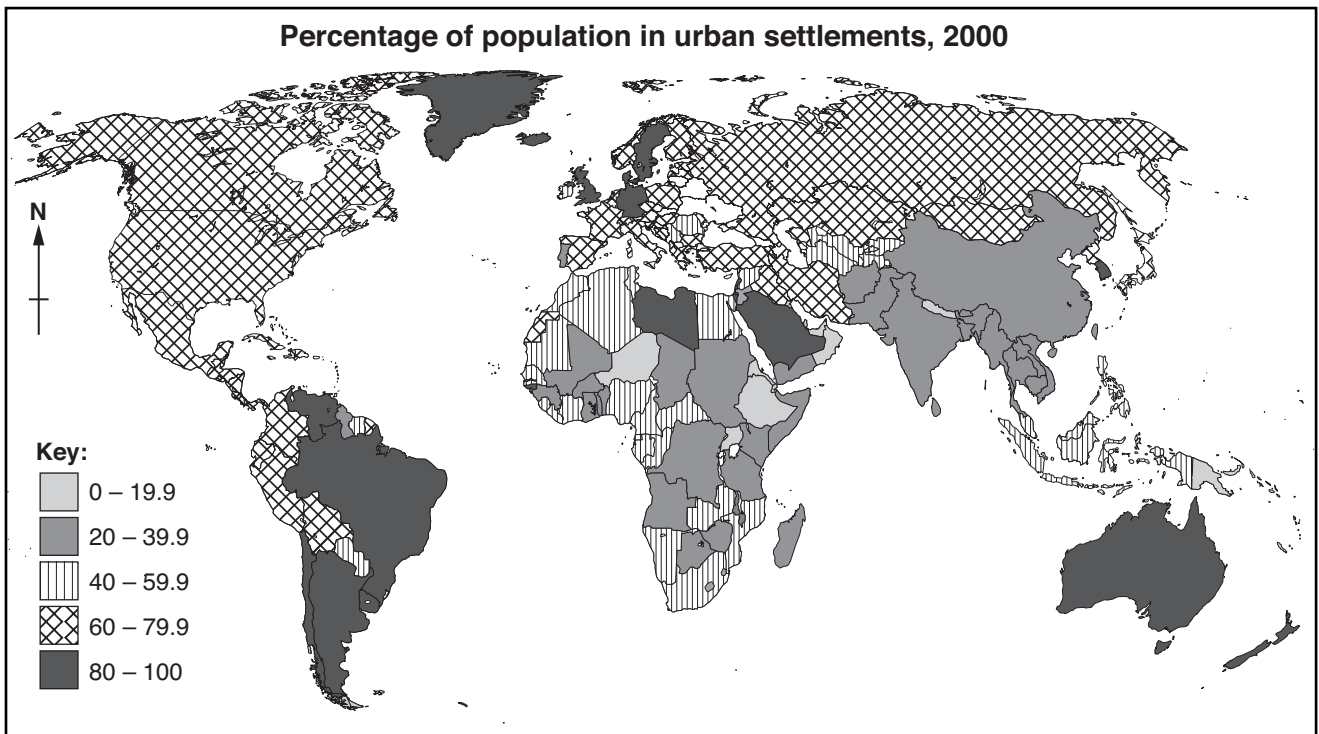 Percentage of population in urban settlements, 2000
N
Key:
0 – 19.9
20 – 39.9
40 – 59.9
60 – 79.9
80 – 100